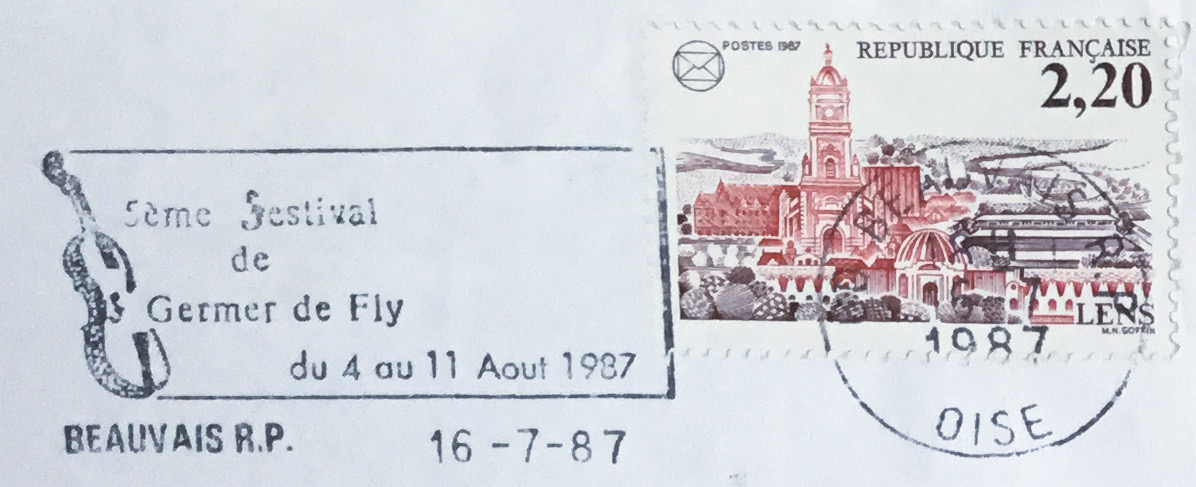 POSTES 1987
REPUBLIQUE FRANÇAISE
2,20
LENS
M.N. GOFFIN
5ème Festival
de
S Germer de Fly
du 4 au 11 Aout 1987
BEAUVAIS R.P.
16 -7-87
BEAUVAIS
1987
OISE